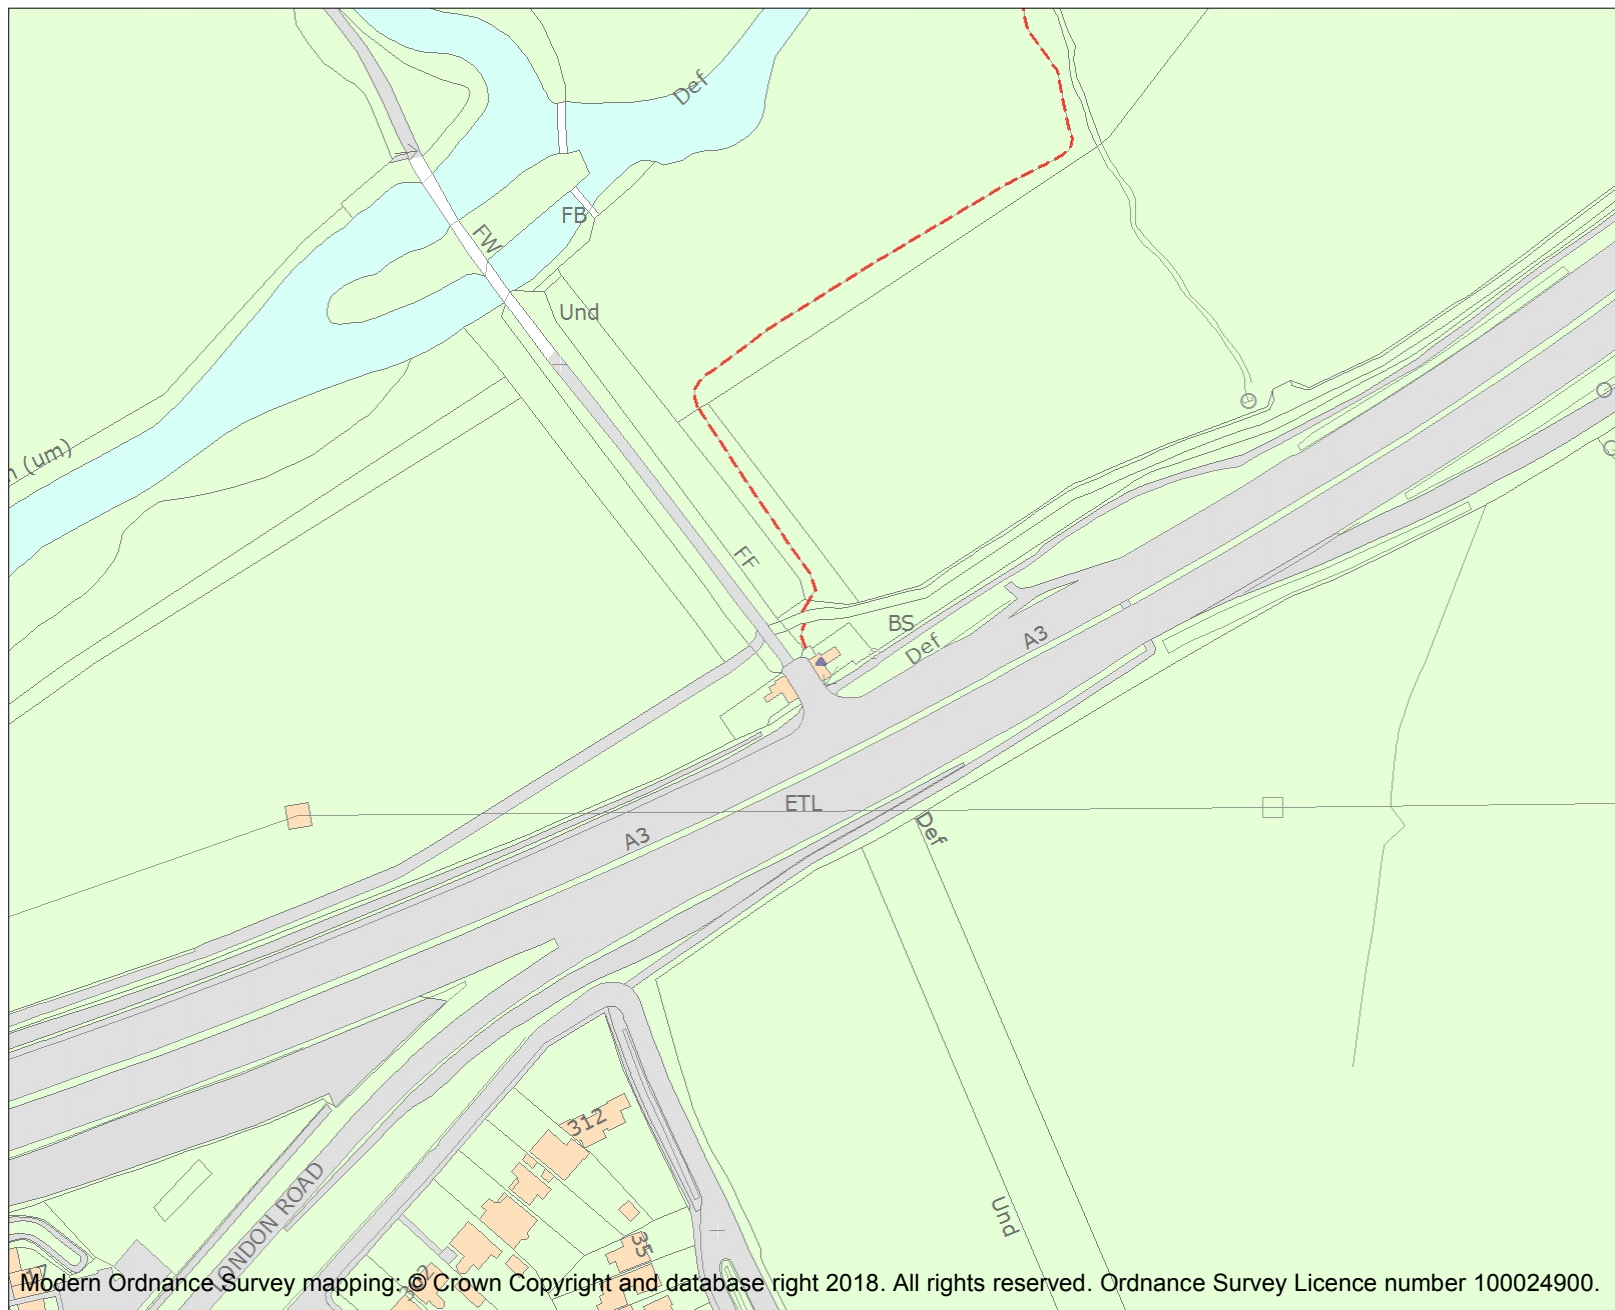 Def
FB
FW
Und
(um)
FF
BS
Def
A3
ETL
A3
Def
312
LONDON ROAD
Und
35
Modern Ordnance Survey mapping: © Crown Copyright and database right 2018. All rights reserved. Ordnance Survey Licence number 100024900.